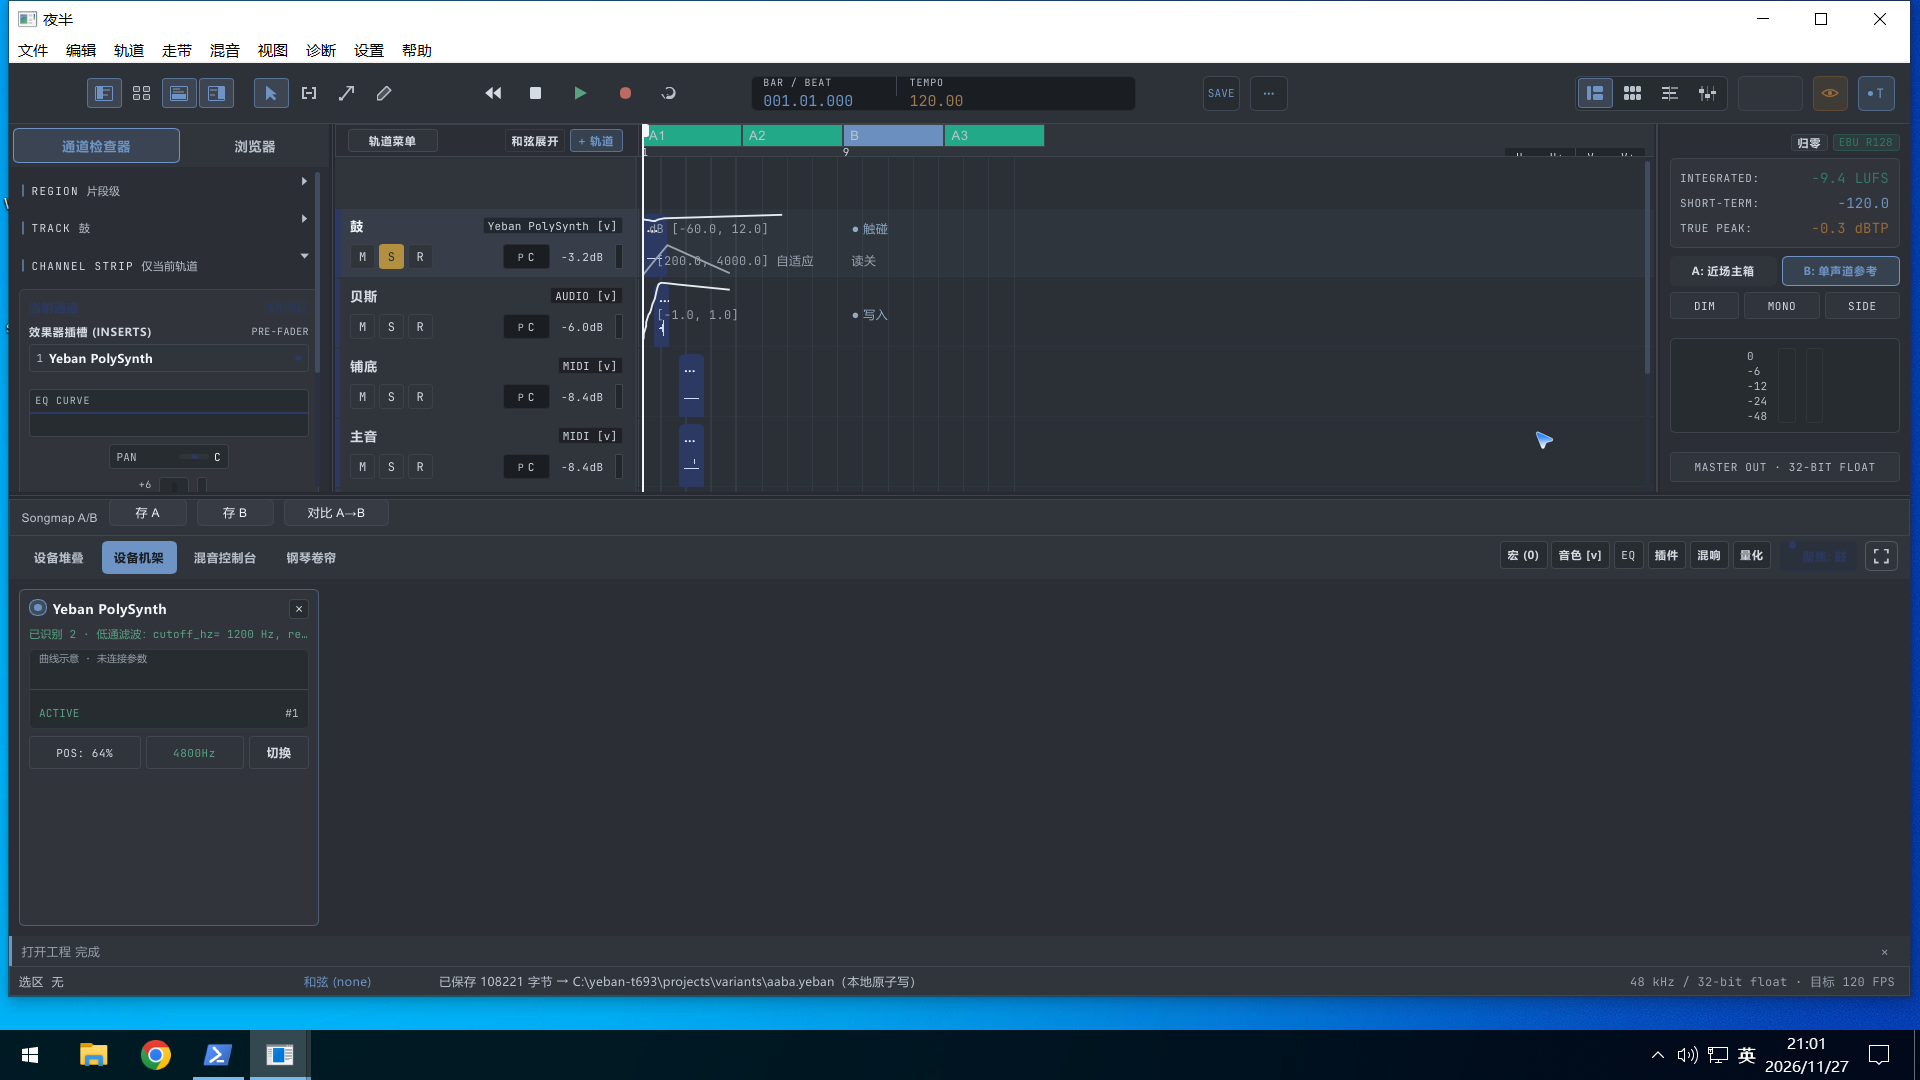 夜半
文件 编辑 轨道 走带 混音 视图 诊断 设置 帮助
BAR / BEAT
001.01.000
TEMPO
120.00
SAVE
...
T
通道检查器
浏览器
REGION 片段级
TRACK 鼓
CHANNEL STRIP 仅当前轨道
效果器插槽 (INSERTS) PRE-FADER
1 Yeban PolySynth
EQ CURVE
PAN C
+6
轨道菜单 和弦展开 + 轨道
A1 A2 B A3
1 9
鼓 Yeban PolySynth [v]
M S R P C -3.2dB
dB [-60.0, 12.0] ● 触碰
[200.0, 4000.0] 自适应 读关
贝斯 AUDIO [v]
M S R P C -6.0dB
[-1.0, 1.0] ● 写入
铺底 MIDI [v]
M S R P C -8.4dB
主音 MIDI [v]
M S R P C -8.4dB
归零 EBU R128
INTEGRATED: -9.4 LUFS
SHORT-TERM: -120.0
TRUE PEAK: -0.3 dBTP
A: 近场主箱 B: 单声道参考
DIM MONO SIDE
0
-6
-12
-24
-48
MASTER OUT · 32-BIT FLOAT
Songmap A/B 存 A 存 B 对比 A→B
设备堆叠 设备机架 混音控制台 钢琴卷帘
宏 (0) 音色 [v] EQ 插件 混响 量化
Yeban PolySynth ×
已识别 2 · 低通滤波: cutoff_hz= 1200 Hz, re…
曲线示意 · 未连接参数
ACTIVE #1
POS: 64% 4800Hz 切换
打开工程 完成 ×
选区 无 和弦 (none) 已保存 108221 字节 → C:\yeban-t693\projects\variants\aaba.yeban（本地原子写） 48 kHz / 32-bit float · 目标 120 FPS
英
21:01
2026/11/27